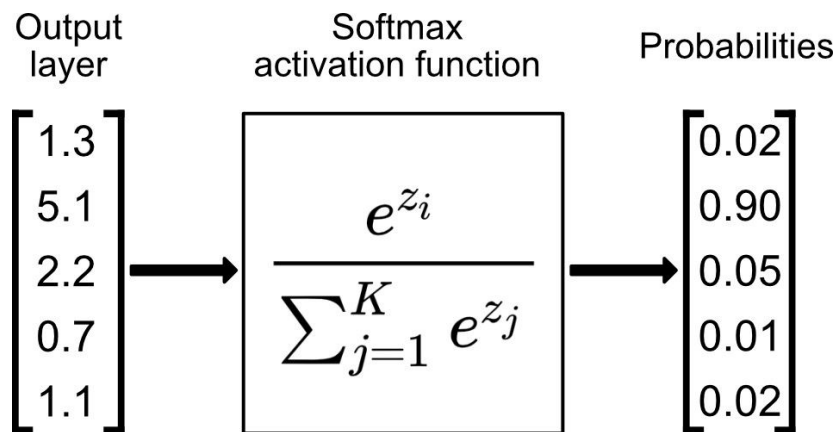 Output
layer
1.3
5.1
2.2
0.7
1.1
Softmax
activation function
e^{z_i}
\sum_{j=1}^{K} e^{z_j}
Probabilities
0.02
0.90
0.05
0.01
0.02